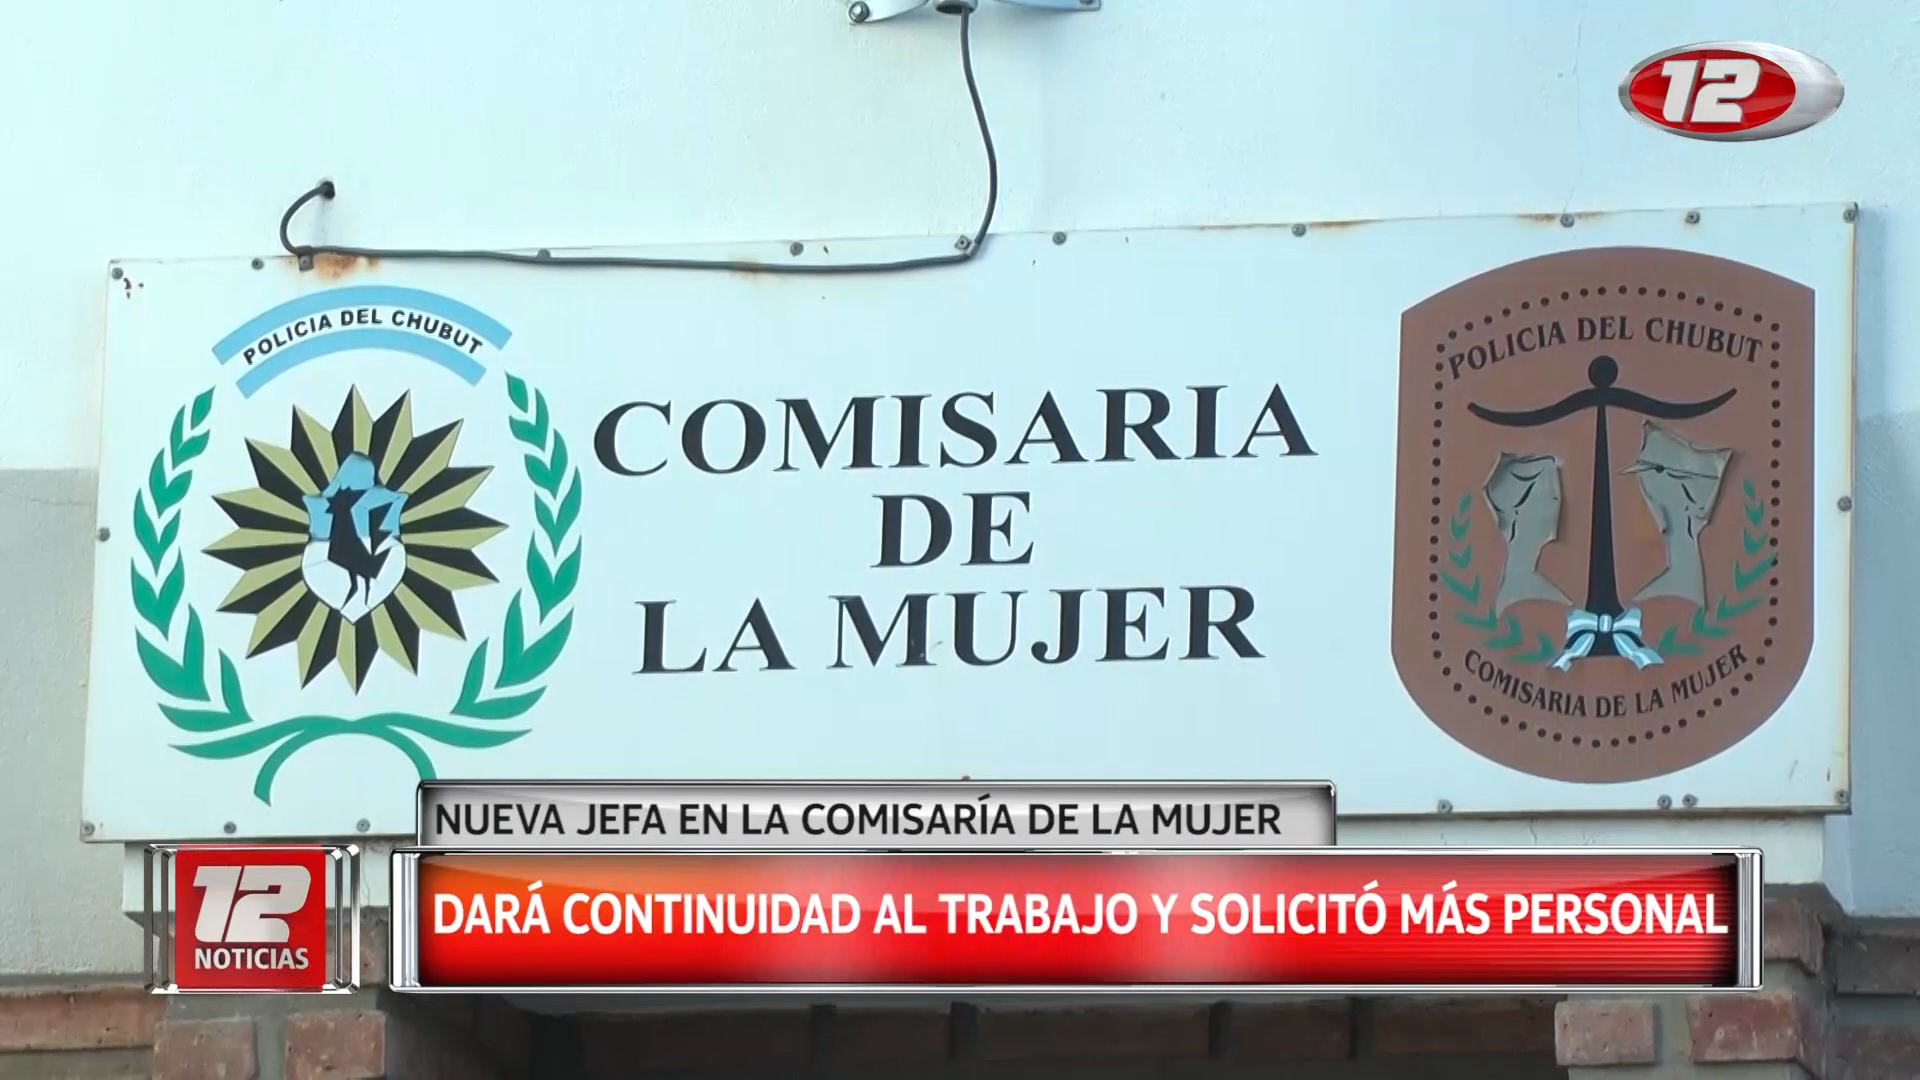 12
POLICIA DEL CHUBUT
COMISARIA
DE
LA MUJER
POLICIA DEL CHUBUT
COMISARIA DE LA MUJER
NUEVA JEFA EN LA COMISARÍA DE LA MUJER
DARÁ CONTINUIDAD AL TRABAJO Y SOLICITÓ MÁS PERSONAL
12
NOTICIAS